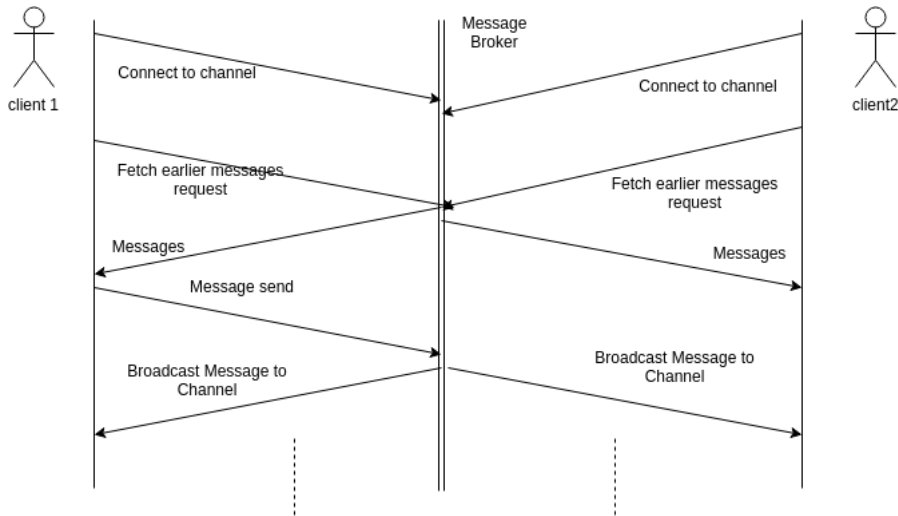 Message
Broker
client 1
client2
Connect to channel
Connect to channel
Fetch earlier messages
request
Fetch earlier messages
request
Messages
Messages
Message send
Broadcast Message to
Channel
Broadcast Message to
Channel